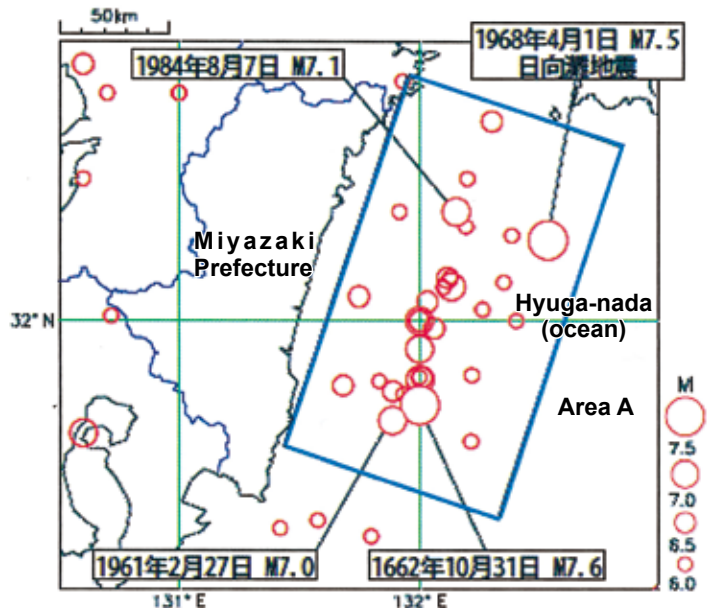 50km
1968年4月1日 M7.5
日向灘地震
1984年8月7日 M7.1
Miyazaki
Prefecture
32°N
Hyuga-nada
(ocean)
Area A
M
7.5
7.0
6.5
6.0
1961年2月27日 M7.0
1662年10月31日 M7.6
131°E
132°E